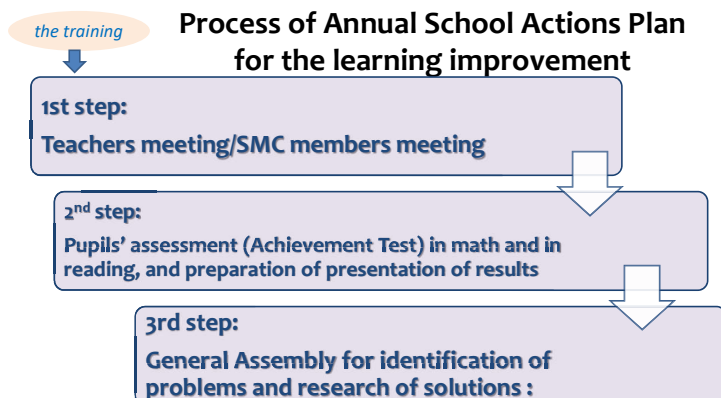 the training
Process of Annual School Actions Plan
for the learning improvement
1st step:
Teachers meeting/SMC members meeting
2nd step:
Pupils’ assessment (Achievement Test) in math and in
reading, and preparation of presentation of results
3rd step:
General Assembly for identification of
problems and research of solutions :